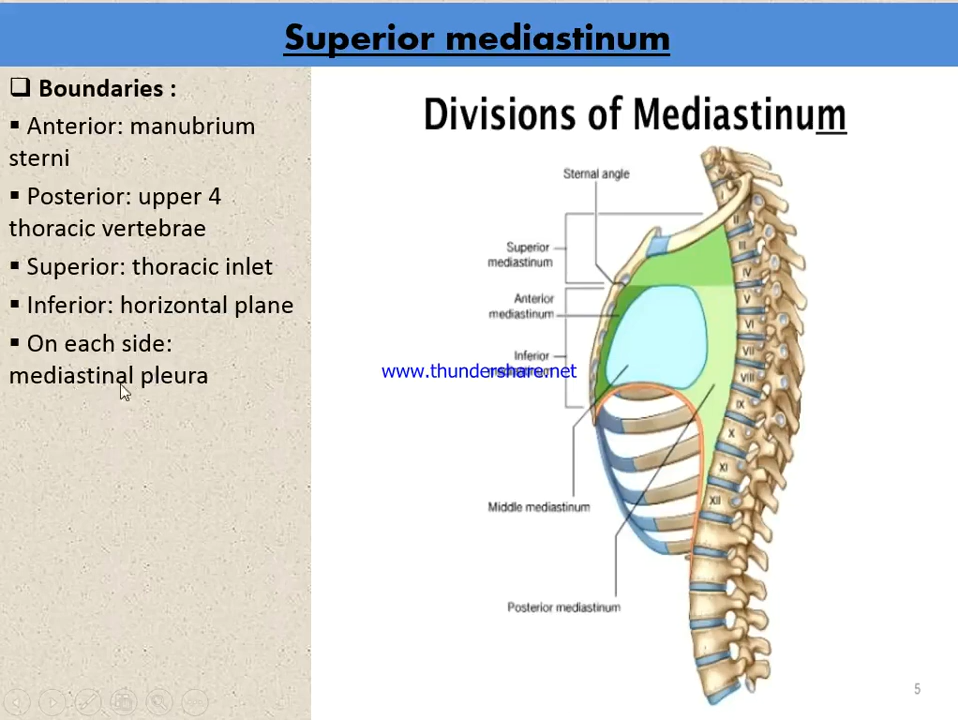 Superior mediastinum
❑ Boundaries :
▪ Anterior: manubrium
sterni
▪ Posterior: upper 4
thoracic vertebrae
▪ Superior: thoracic inlet
▪ Inferior: horizontal plane
▪ On each side:
mediastinal pleura
Divisions of Mediastinum
Sternal angle
Superior
mediastinum
Anterior
mediastinum
Inferior
www.thundershare.net
Middle mediastinum
Posterior mediastinum
I
II
III
IV
V
VI
VII
VIII
IX
X
XI
XII
5